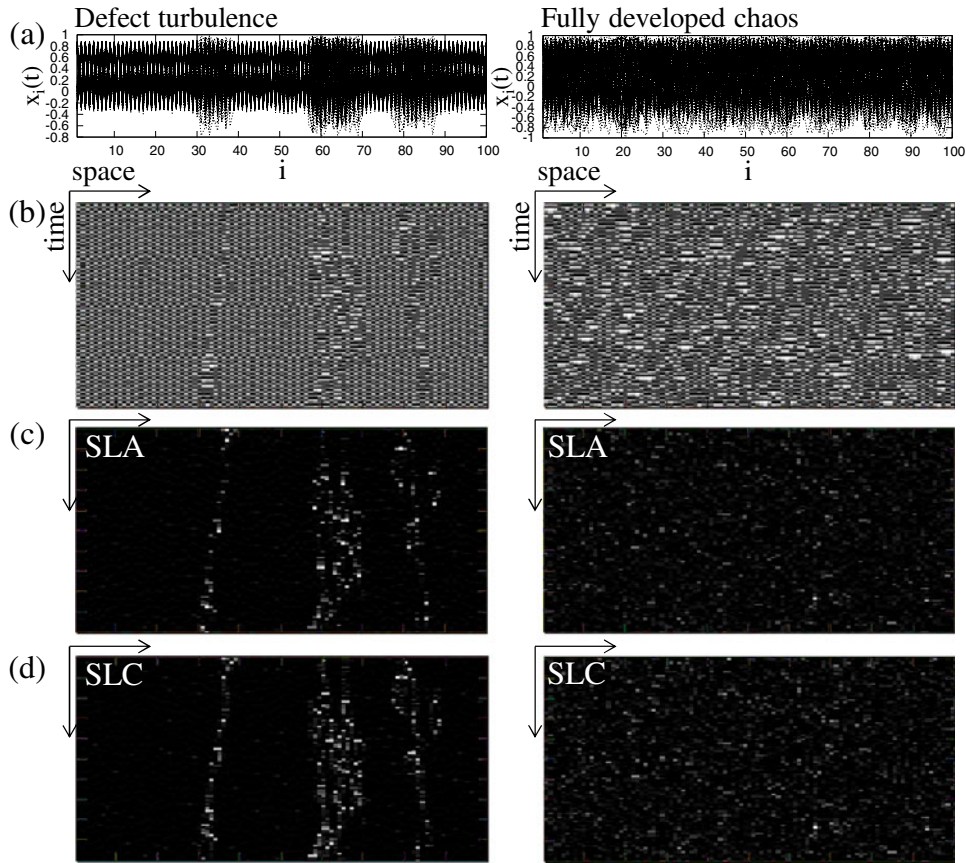 Defect turbulence
Fully developed chaos
(a)
x_i(t)
1
0.8
0.6
0.4
0.2
0
-0.2
-0.4
-0.6
-0.8
10 20 30 40 50 60 70 80 90 100
i
x_i(t)
1
0.8
0.6
0.4
0.2
0
-0.2
-0.4
-0.6
-0.8
-1
10 20 30 40 50 60 70 80 90 100
i
space
space
(b)
time
time
(c)
SLA
SLA
(d)
SLC
SLC